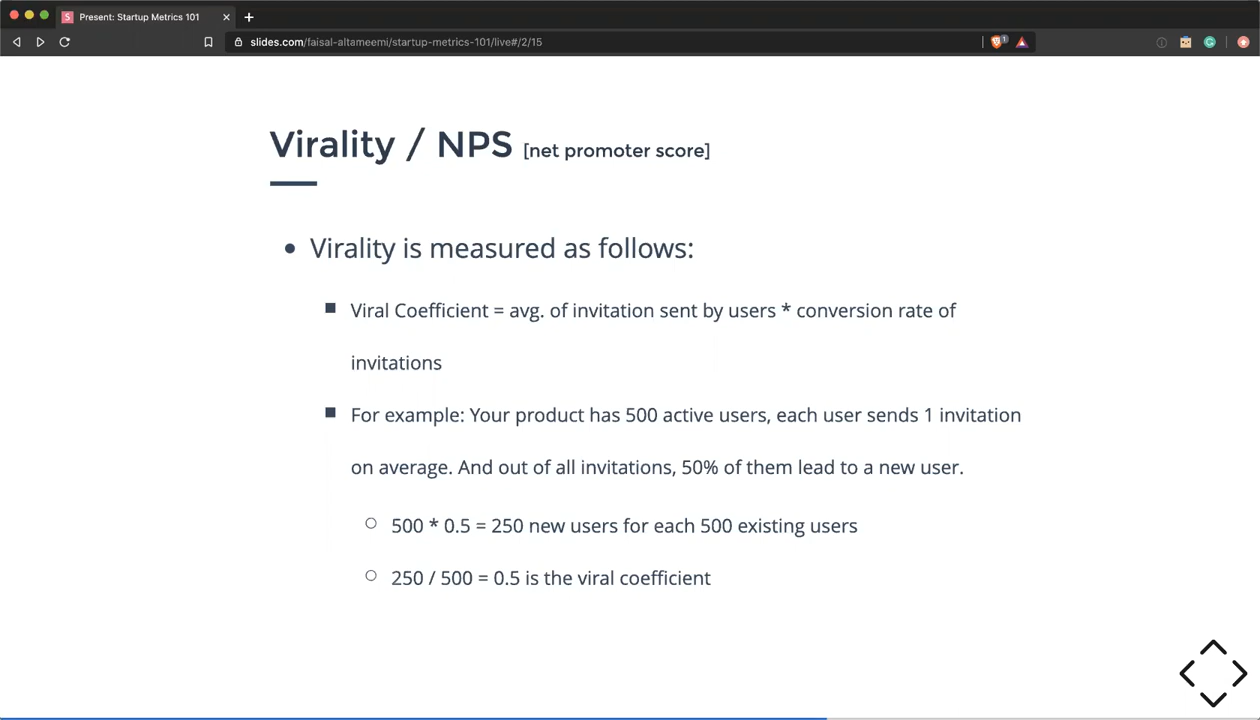 Present: Startup Metrics 101
slides.com/faisal-altameemi/startup-metrics-101/live#/2/15
Virality / NPS [net promoter score]
Virality is measured as follows:
Viral Coefficient = avg. of invitation sent by users * conversion rate of
invitations
For example: Your product has 500 active users, each user sends 1 invitation
on average. And out of all invitations, 50% of them lead to a new user.
500 * 0.5 = 250 new users for each 500 existing users
250 / 500 = 0.5 is the viral coefficient